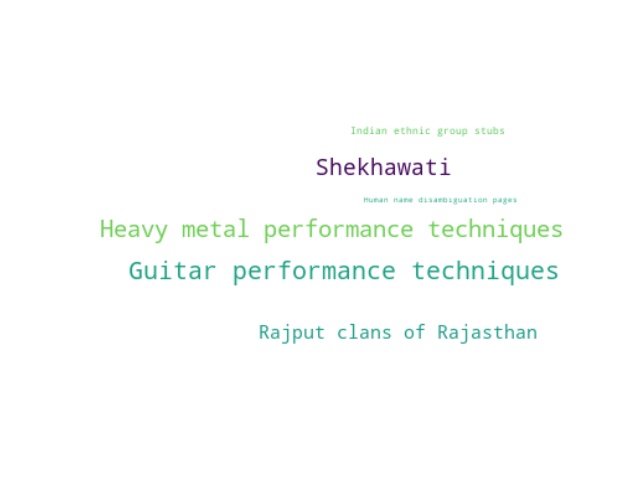 Indian ethnic group stubs
Shekhawati
Human name disambiguation pages
Heavy metal performance techniques
Guitar performance techniques
Rajput clans of Rajasthan